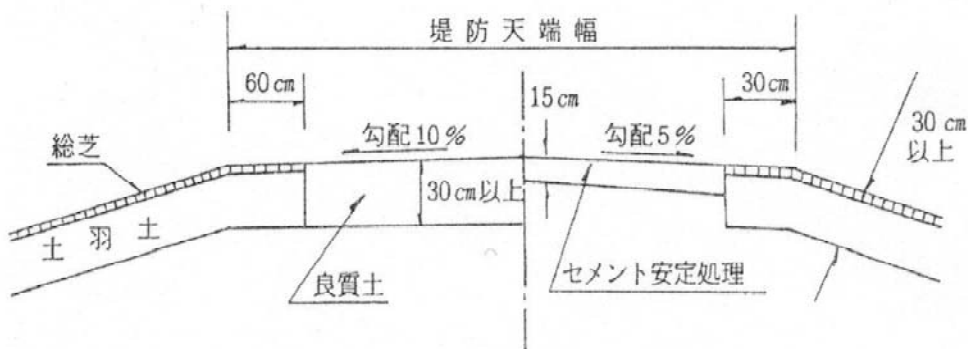 堤防天端幅
60cm
30cm
15cm
勾配10%
勾配5%
30cm
以上
総芝
30cm以上
土羽土
良質土
セメント安定処理